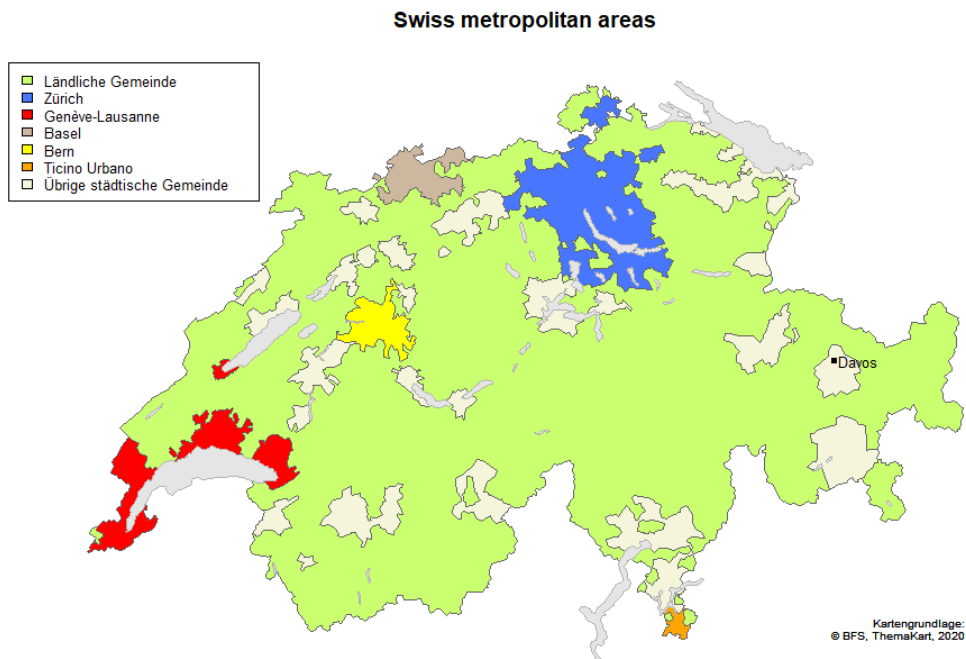 Swiss metropolitan areas
Ländliche Gemeinde
Zürich
Genève-Lausanne
Basel
Bern
Ticino Urbano
Übrige städtische Gemeinde
Davos
Kartengrundlage:
© BFS, ThemaKart, 2020